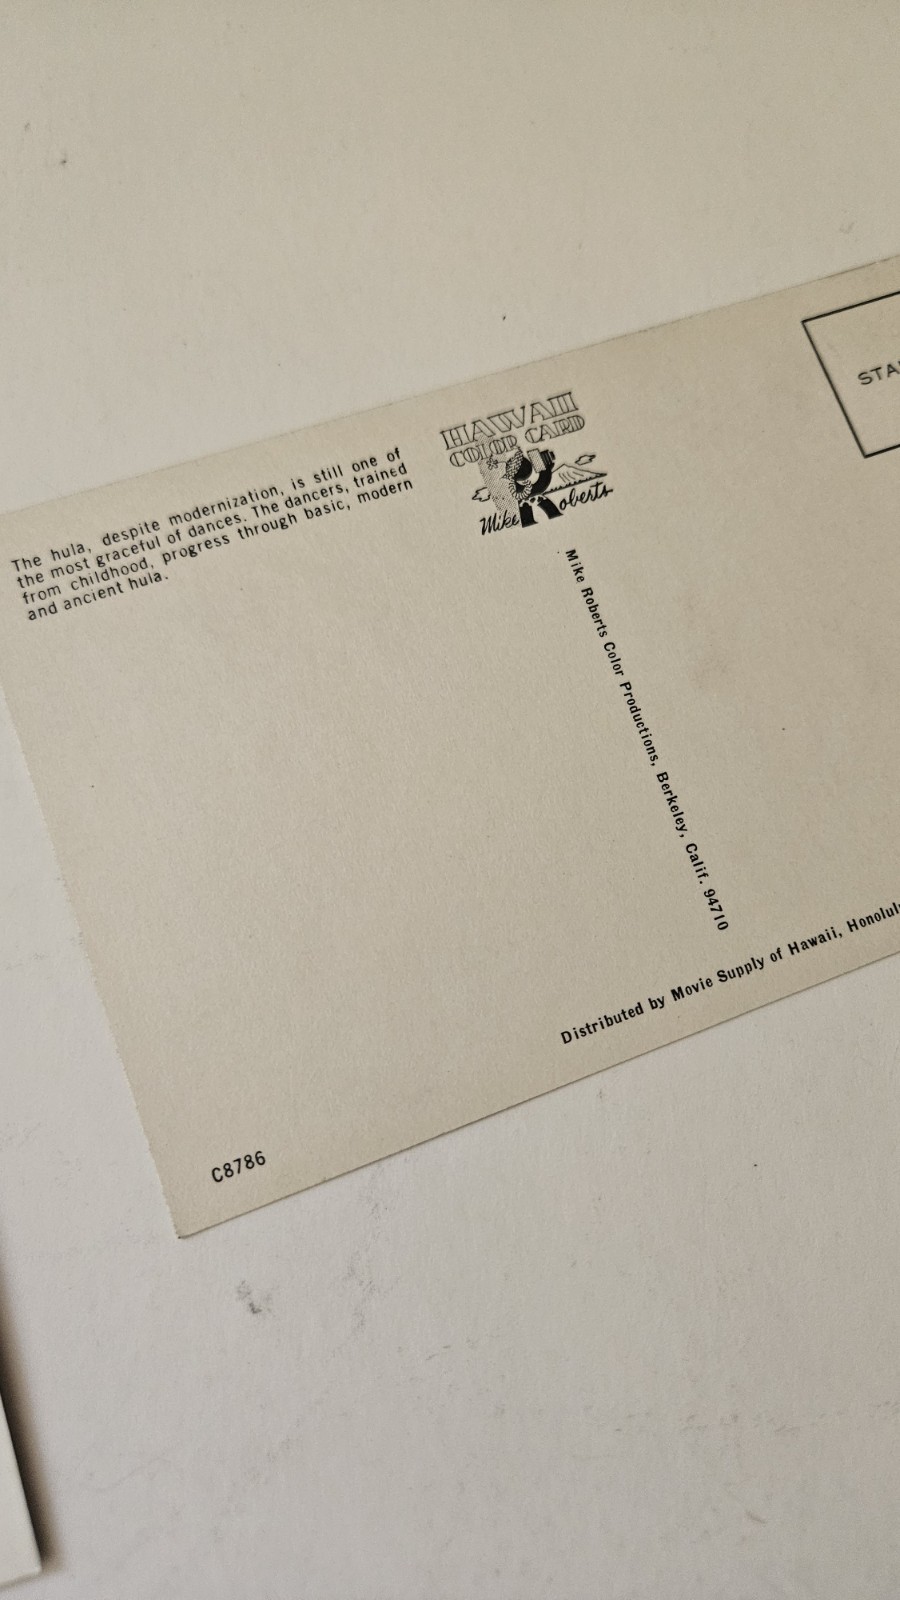 The hula, despite modernization, is still one of
the most graceful of dances. The dancers, trained
from childhood, progress through basic, modern
and ancient hula.
HAWAII
COLOR CARD
Mike Roberts
Mike Roberts Color Productions, Berkeley, Calif. 94710
Distributed by Movie Supply of Hawaii,
C8786